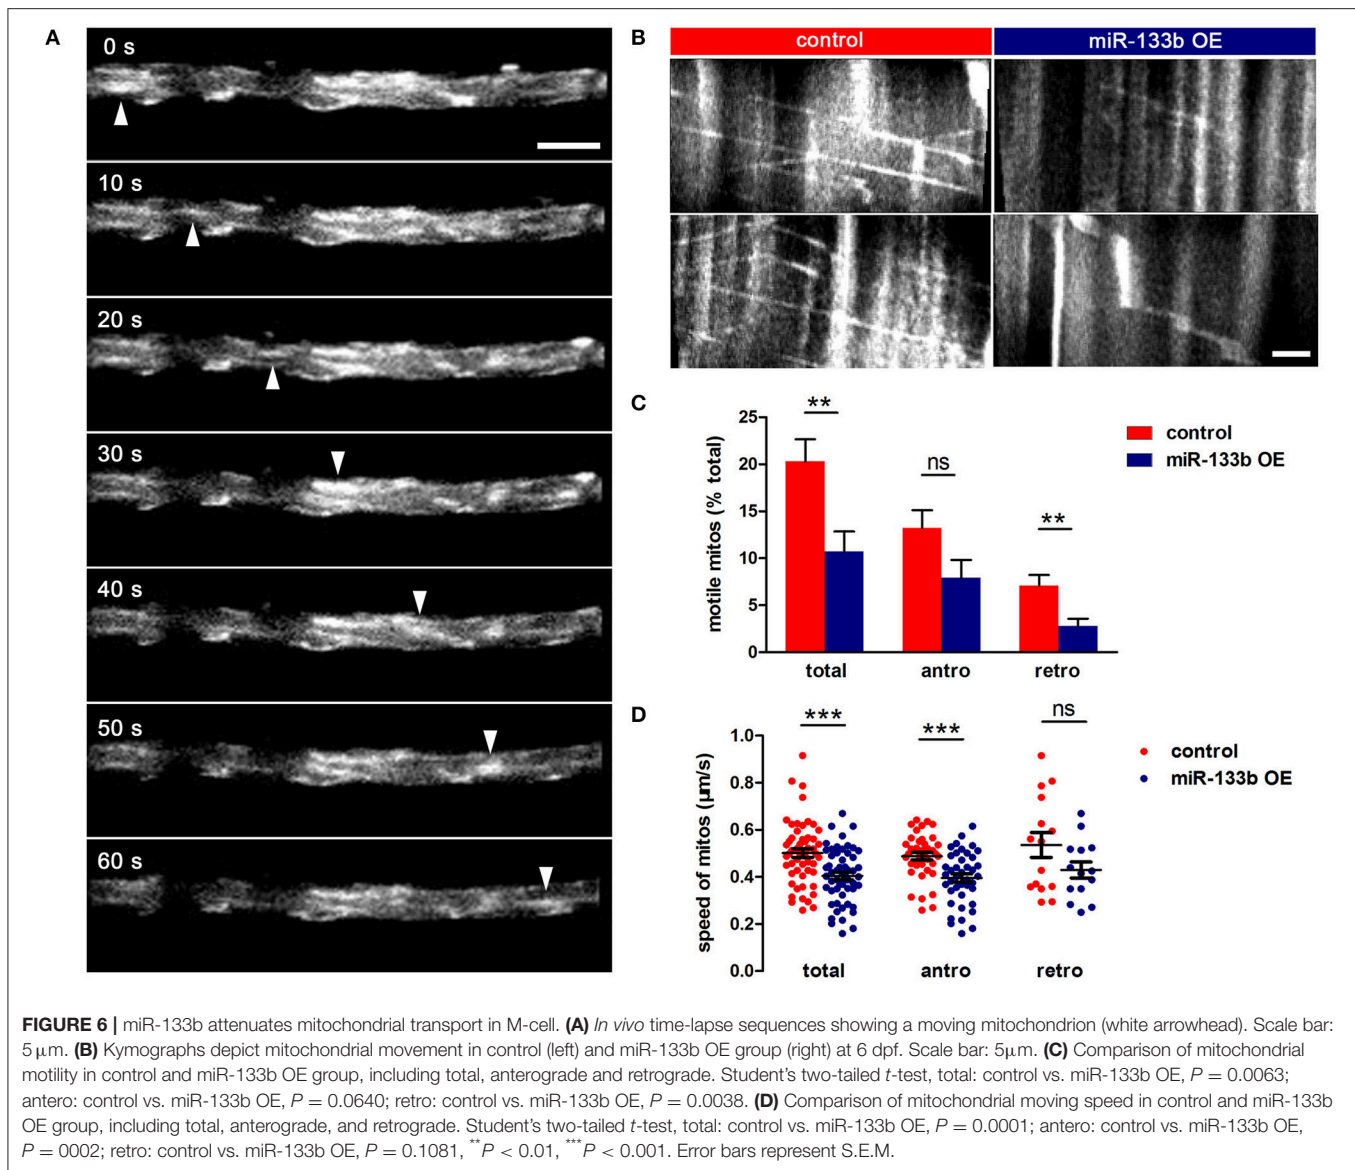 A
0 s
10 s
20 s
30 s
40 s
50 s
60 s
B
control
miR-133b OE
C
motile mitos (% total)
25
20
15
10
5
0
**
ns
**
total
antro
retro
control
miR-133b OE
D
speed of mitos (μm/s)
1.0
0.8
0.6
0.4
0.2
0.0
***
***
ns
total
antro
retro
control
miR-133b OE
FIGURE 6 | miR-133b attenuates mitochondrial transport in M-cell. (A) In vivo time-lapse sequences showing a moving mitochondrion (white arrowhead). Scale bar:
5 μm. (B) Kymographs depict mitochondrial movement in control (left) and miR-133b OE group (right) at 6 dpf. Scale bar: 5μm. (C) Comparison of mitochondrial
motility in control and miR-133b OE group, including total, anterograde and retrograde. Student's two-tailed t-test, total: control vs. miR-133b OE, P = 0.0063;
antero: control vs. miR-133b OE, P = 0.0640; retro: control vs. miR-133b OE, P = 0.0038. (D) Comparison of mitochondrial moving speed in control and miR-133b
OE group, including total, anterograde, and retrograde. Student's two-tailed t-test, total: control vs. miR-133b OE, P = 0.0001; antero: control vs. miR-133b OE,
P = 0002; retro: control vs. miR-133b OE, P = 0.1081, **P < 0.01, ***P < 0.001. Error bars represent S.E.M.